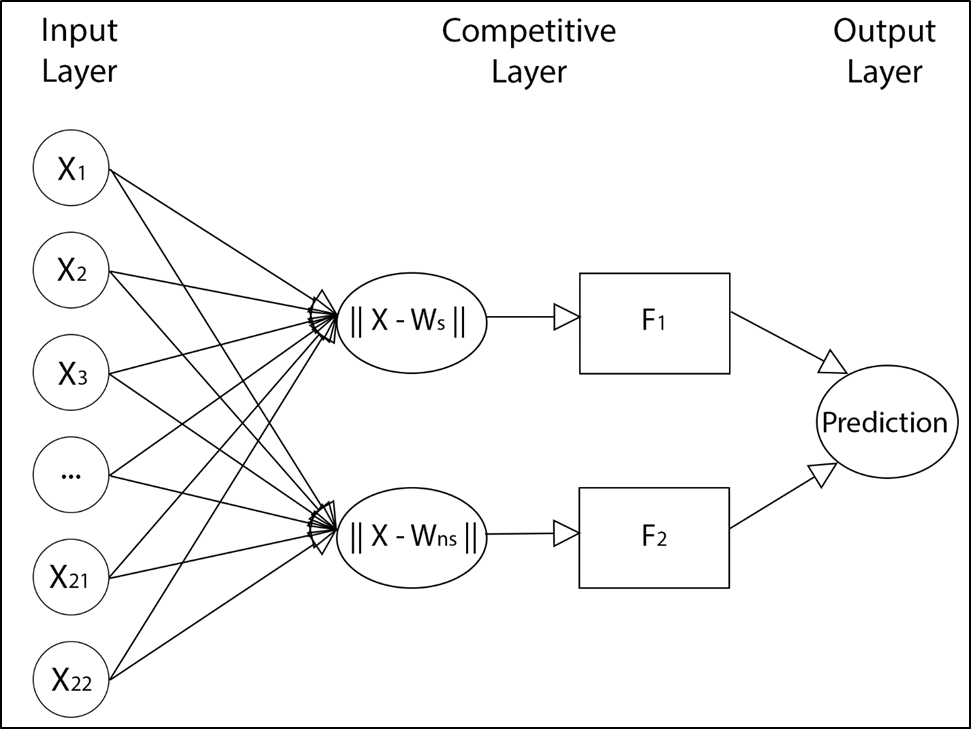 Input
Layer
Competitive
Layer
Output
Layer
X1
X2
X3
...
X21
X22
|| X - Ws ||
|| X - Wns ||
F1
F2
Prediction